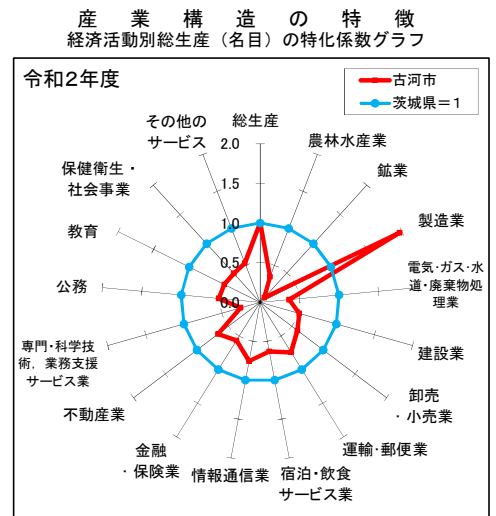 産業構造の特徴
経済活動別総生産（名目）の特化係数グラフ
令和2年度
古河市
茨城県＝1
総生産
農林水産業
鉱業
製造業
電気・ガス・水
道・廃棄物処
理業
建設業
卸売
・小売業
運輸・郵便業
宿泊・飲食
サービス業
情報通信業
金融
・保険業
不動産業
専門・科学技
術，業務支援
サービス業
公務
教育
保健衛生・
社会事業
その他の
サービス
2.0
1.5
1.0
0.5
0.0